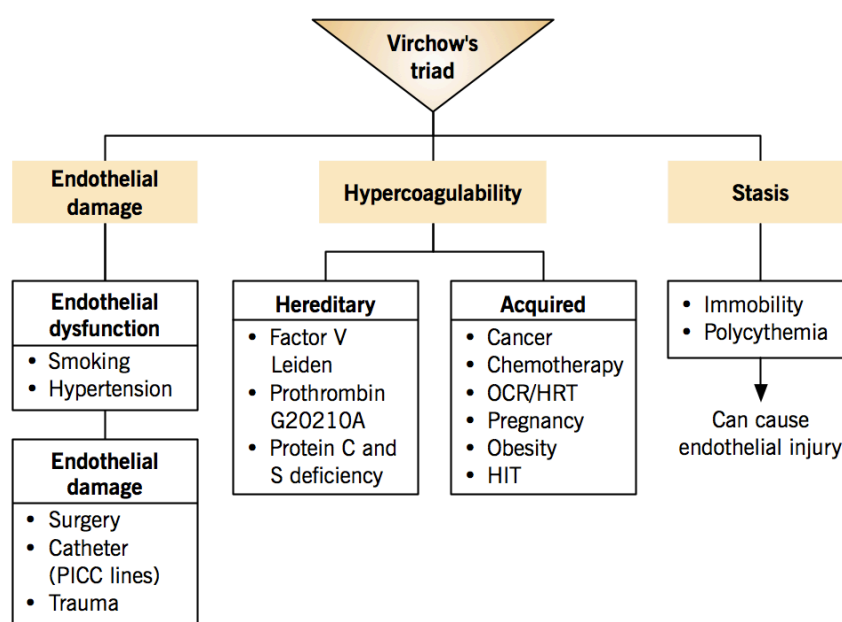 Virchow's
triad
Endothelial
damage
Hypercoagulability
Stasis
Endothelial
dysfunction
• Smoking
• Hypertension
Endothelial
damage
• Surgery
• Catheter
(PICC lines)
• Trauma
Hereditary
• Factor V
Leiden
• Prothrombin
G20210A
• Protein C and
S deficiency
Acquired
• Cancer
• Chemotherapy
• OCR/HRT
• Pregnancy
• Obesity
• HIT
• Immobility
• Polycythemia
Can cause
endothelial injury